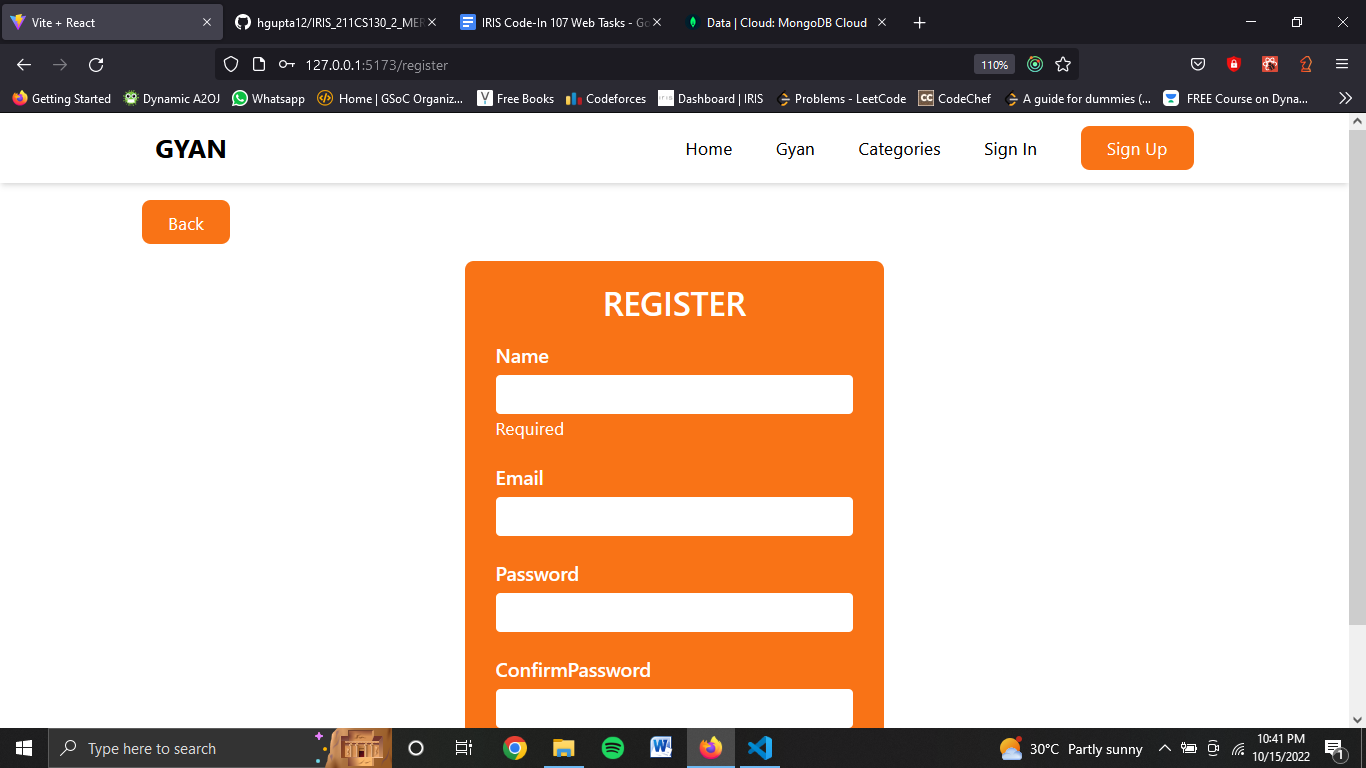 Vite + React
hgupta12/IRIS_211CS130_2_MER
IRIS Code-In 107 Web Tasks - Go
Data | Cloud: MongoDB Cloud
127.0.0.1:5173/register
110%
Getting Started
Dynamic A2OJ
Whatsapp
Home | GSoC Organiz...
Free Books
Codeforces
Dashboard | IRIS
Problems - LeetCode
CC CodeChef
A guide for dummies (...
FREE Course on Dyna...
GYAN
Home
Gyan
Categories
Sign In
Sign Up
Back
REGISTER
Name
Required
Email
Password
ConfirmPassword
Type here to search
30°C Partly sunny
10:41 PM
10/15/2022
1